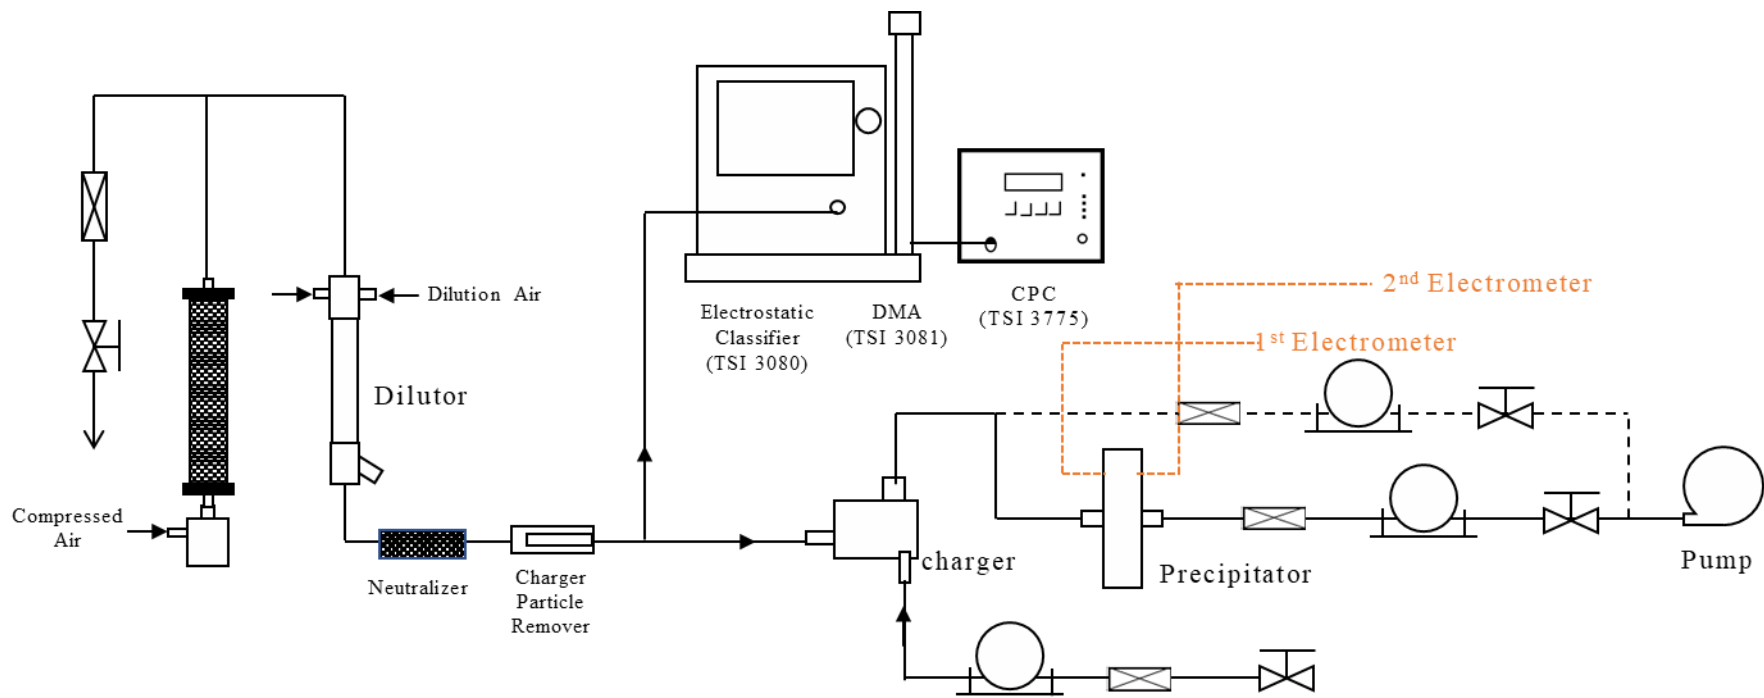 Dilution Air
Dilutor
Compressed
Air
Neutralizer
Charger
Particle
Remover
Electrostatic
Classifier
(TSI 3080)
DMA
(TSI 3081)
CPC
(TSI 3775)
2nd Electrometer
1st Electrometer
charger
Precipitator
Pump